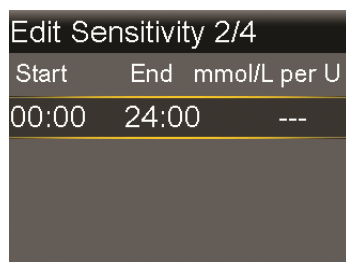 Edit Sensitivity 2/4
Start End mmol/L per U
00:00 24:00 ---